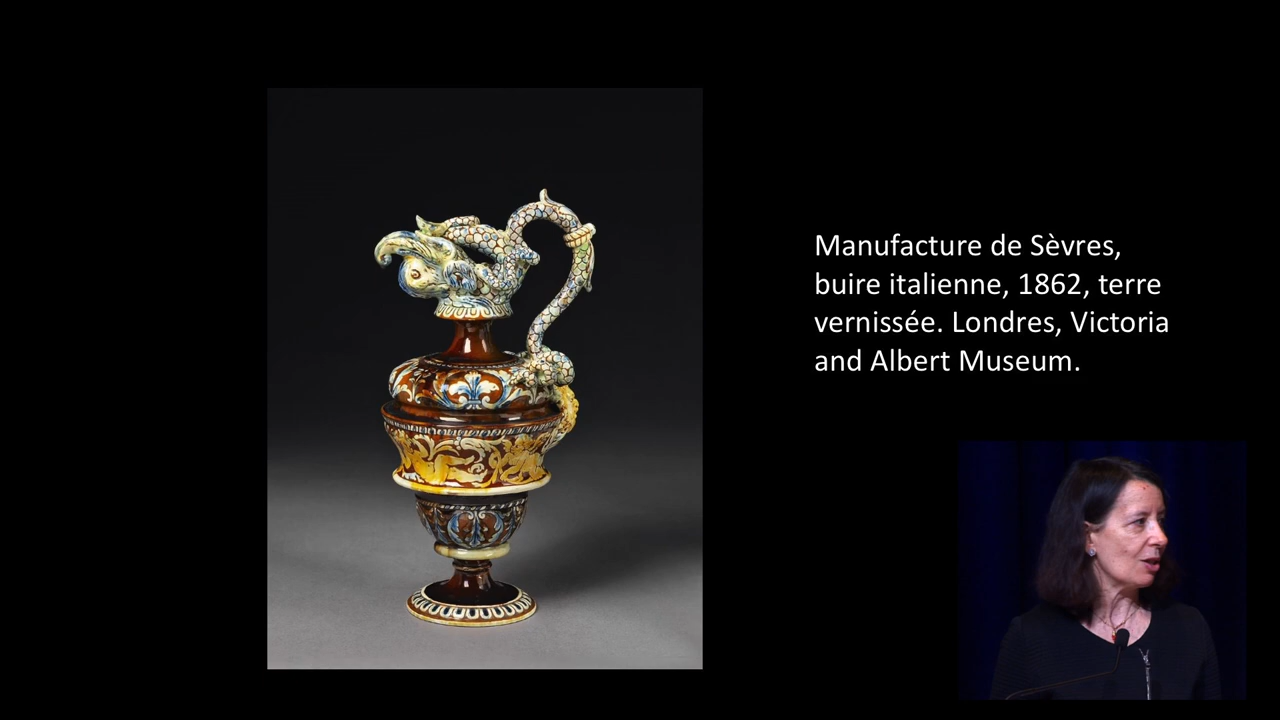 Manufacture de Sèvres,
buire italienne, 1862, terre
vernissée. Londres, Victoria
and Albert Museum.